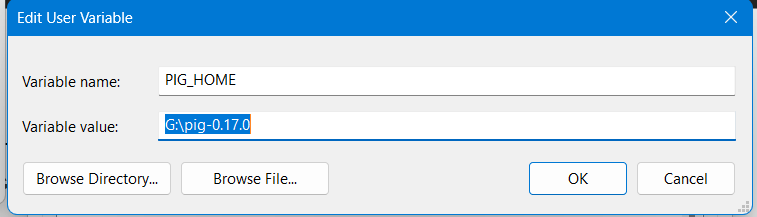 Edit User Variable
Variable name: PIG_HOME
Variable value: G:\pig-0.17.0
Browse Directory... Browse File... OK Cancel